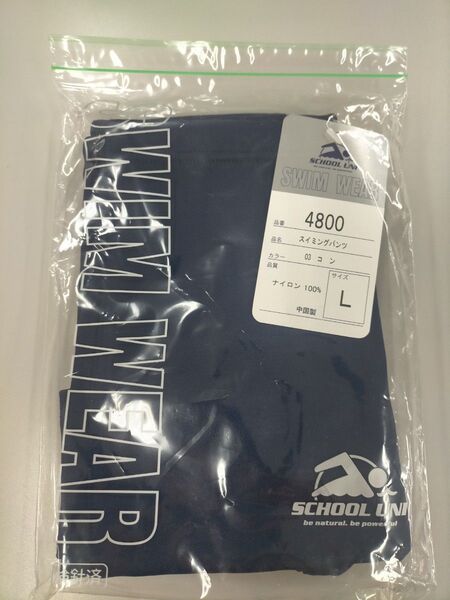 SWIM WEAR
SCHOOL UNI
SWIM WEAR
品番 4800
品名 スイミングパンツ
カラー 03 コン
品質
ナイロン 100%
中国製
サイズ
L
SCHOOL UNI
be natural. be powerful
検針済